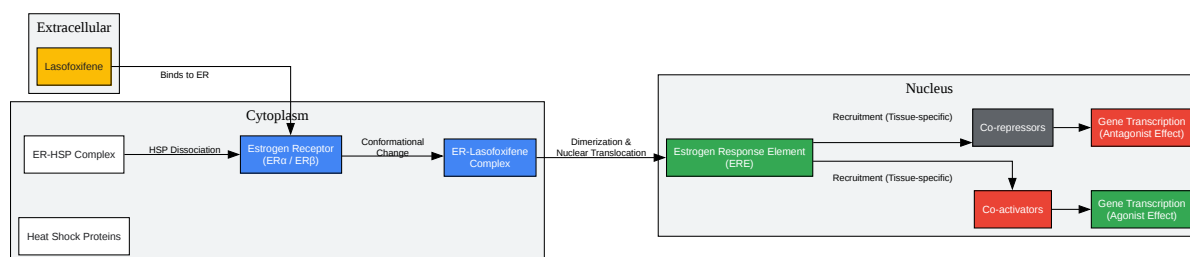 Extracellular
Lasofoxifene
Binds to ER
Cytoplasm
ER-HSP Complex
HSP Dissociation
Estrogen Receptor
(ERα / ERβ)
Conformational
Change
ER-Lasofoxifene
Complex
Heat Shock Proteins
Dimerization &
Nuclear Translocation
Nucleus
Estrogen Response Element
(ERE)
Recruitment (Tissue-specific)
Co-repressors
Gene Transcription
(Antagonist Effect)
Recruitment (Tissue-specific)
Co-activators
Gene Transcription
(Agonist Effect)